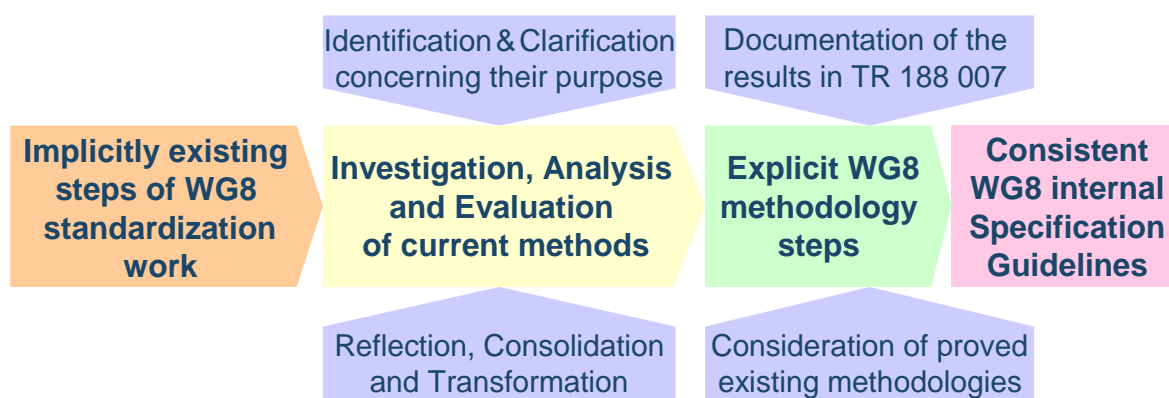 Identification & Clarification
concerning their purpose
Documentation of the
results in TR 188 007
Implicitly existing
steps of WG8
standardization
work
Investigation, Analysis
and Evaluation
of current methods
Explicit WG8
methodology
steps
Consistent
WG8 internal
Specification
Guidelines
Reflection, Consolidation
and Transformation
Consideration of proved
existing methodologies